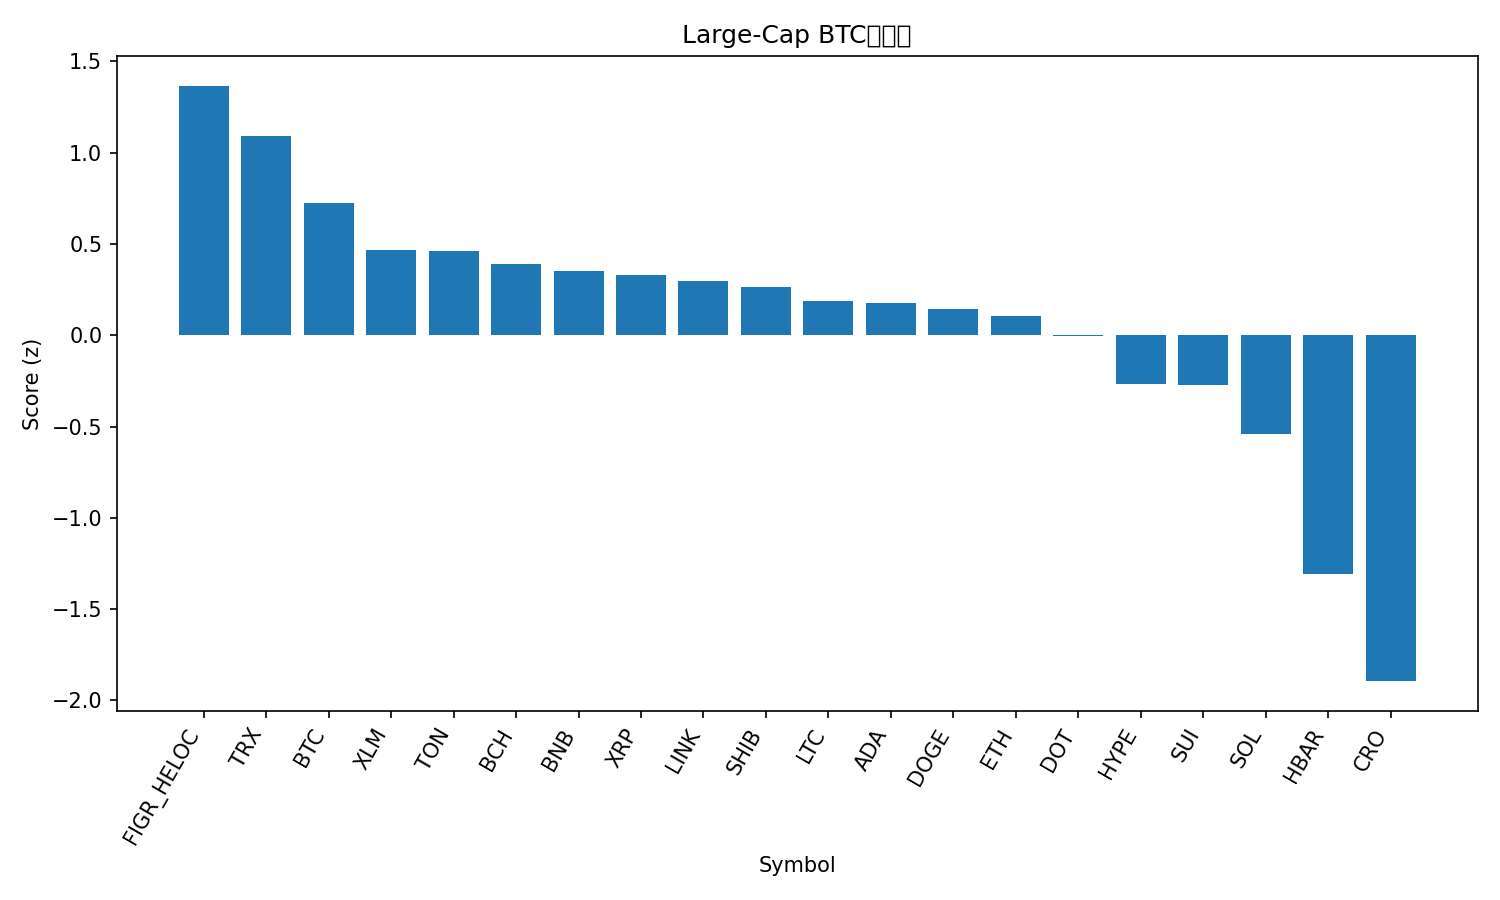 Large-Cap BTC
1.5
1.0
0.5
0.0
−0.5
−1.0
−1.5
−2.0
Score (z)
FIGR_HELOC
TRX
BTC
XLM
TON
BCH
BNB
XRP
LINK
SHIB
LTC
ADA
DOGE
ETH
DOT
HYPE
SUI
SOL
HBAR
CRO
Symbol